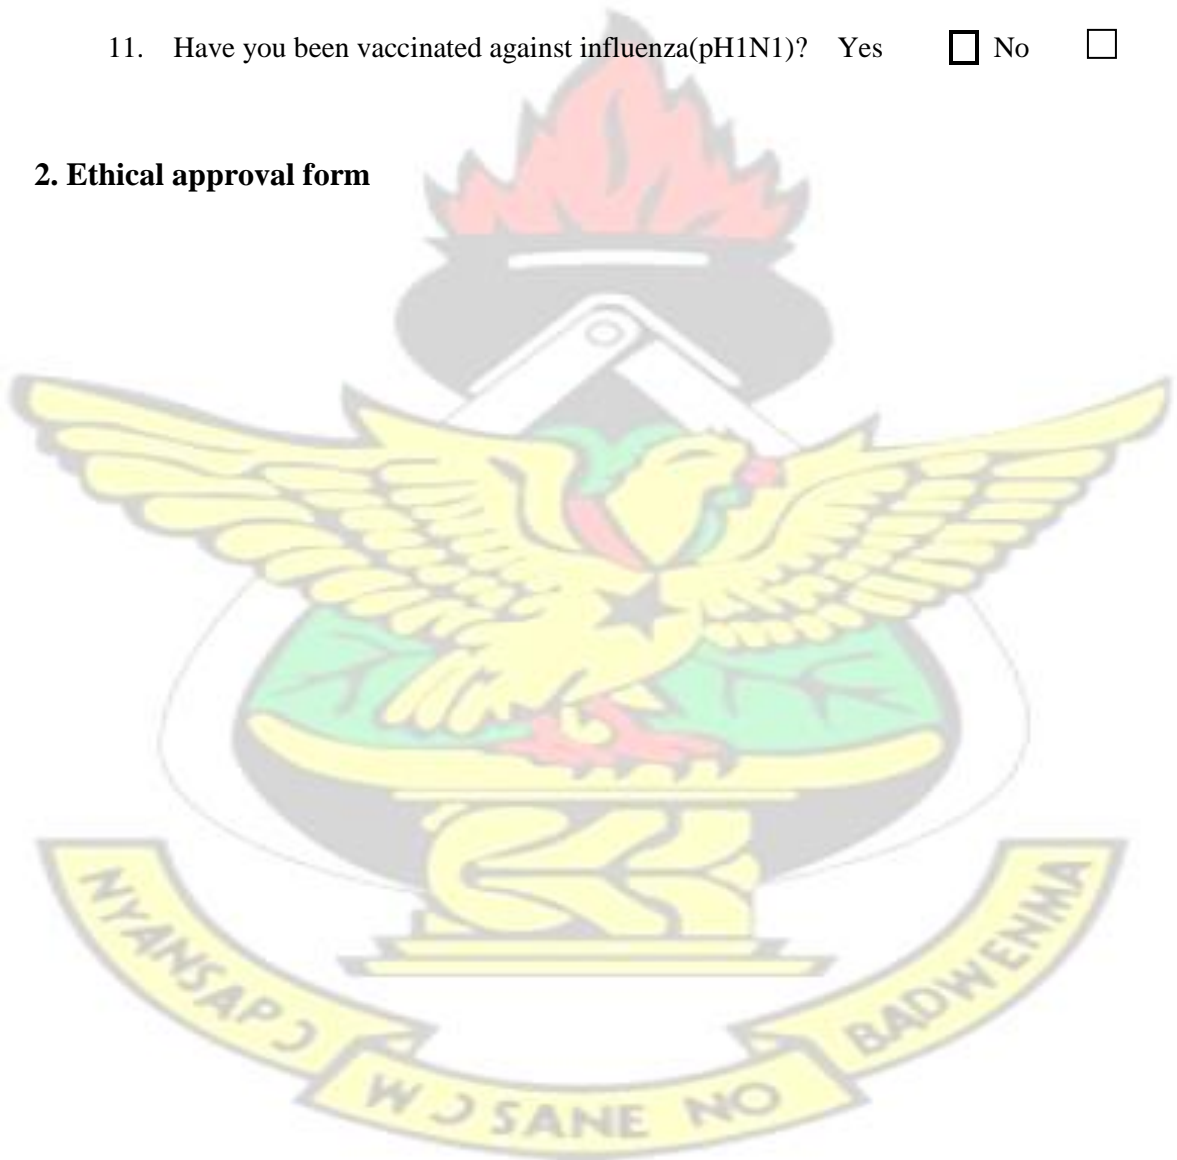 11. Have you been vaccinated against influenza(pH1N1)? Yes ☐ No ☐
2. Ethical approval form
NYANSAPƆ WƆSANE NO BADWENMA